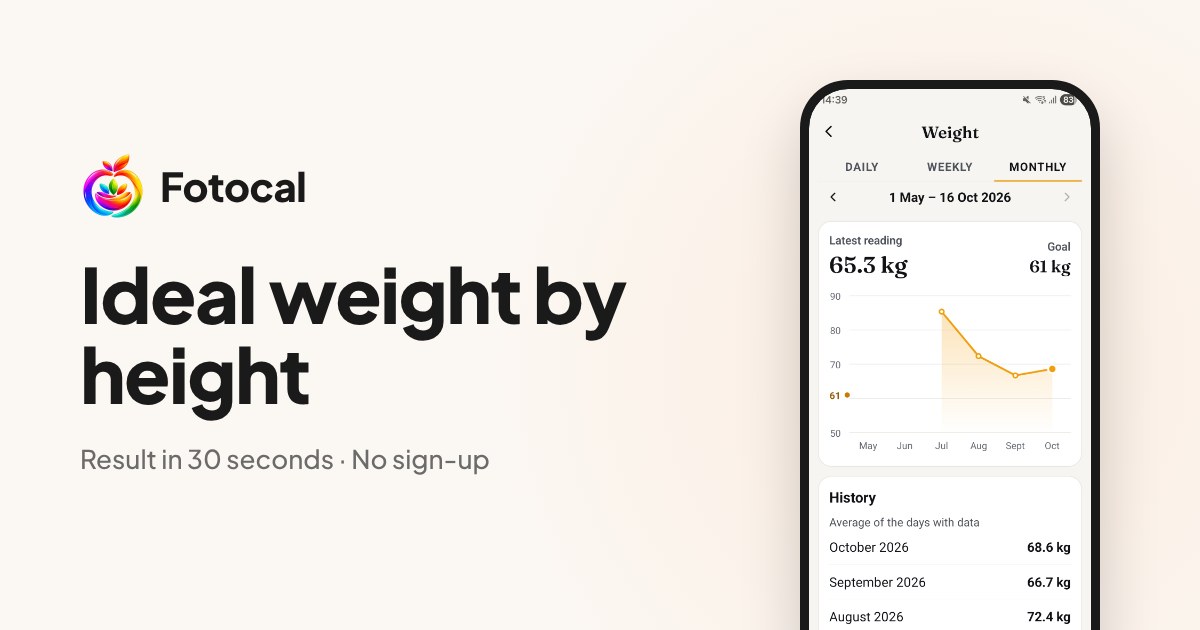 Fotocal
Ideal weight by
height
Result in 30 seconds · No sign-up
14:39
83
Weight
DAILY WEEKLY MONTHLY
1 May – 16 Oct 2026
Latest reading
Goal
65.3 kg
61 kg
90
80
70
61
50
May Jun Jul Aug Sept Oct
History
Average of the days with data
October 2026 68.6 kg
September 2026 66.7 kg
August 2026 72.4 kg